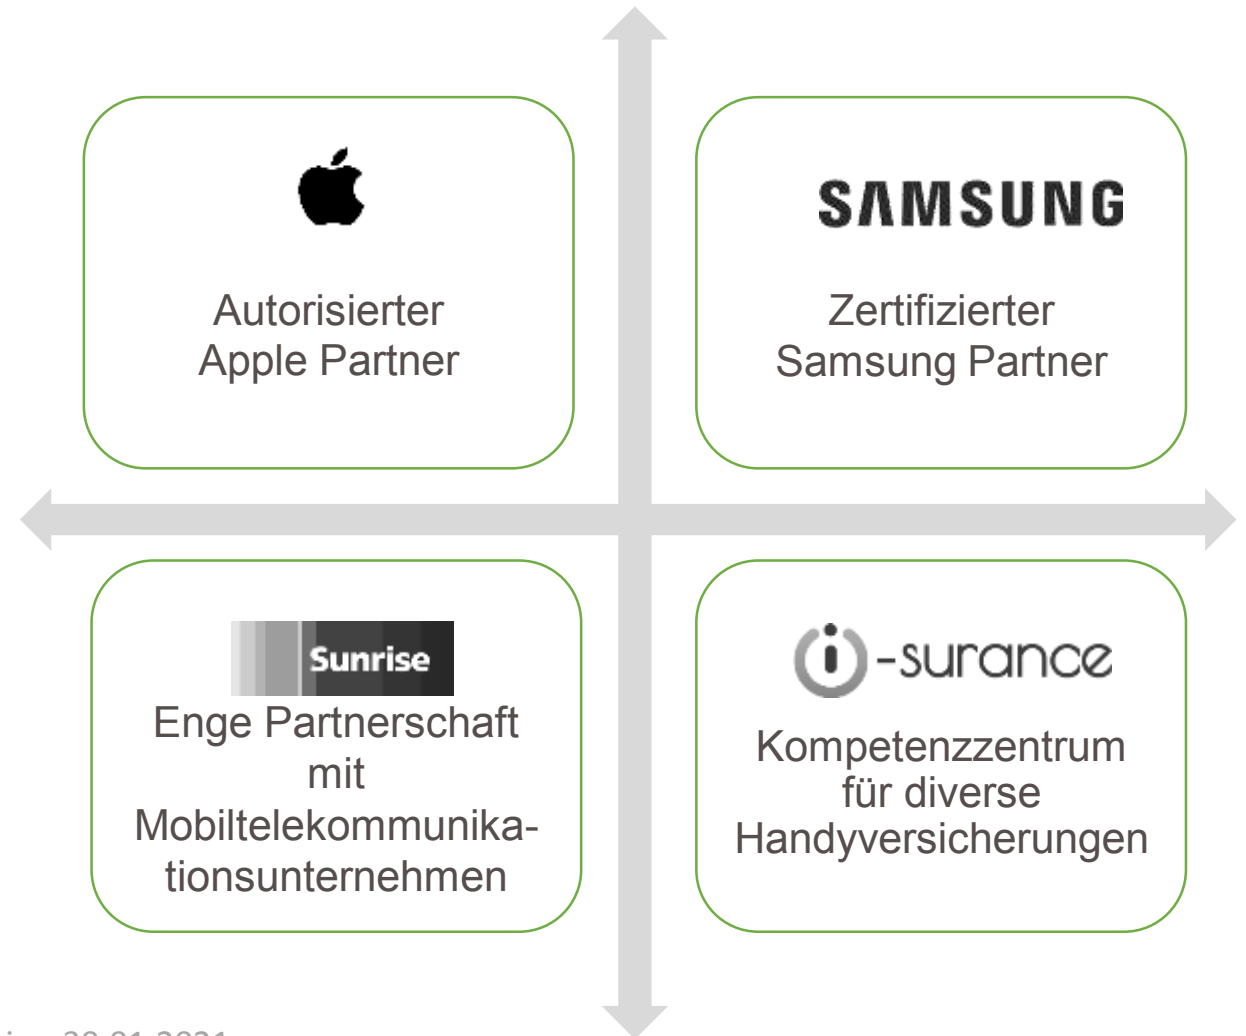 SAMSUNG
Autorisierter
Apple Partner
Zertifizierter
Samsung Partner
Sunrise
Enge Partnerschaft
mit
Mobiltelekommunika-
tionsunternehmen
i-surance
Kompetenzzentrum
für diverse
Handyversicherungen